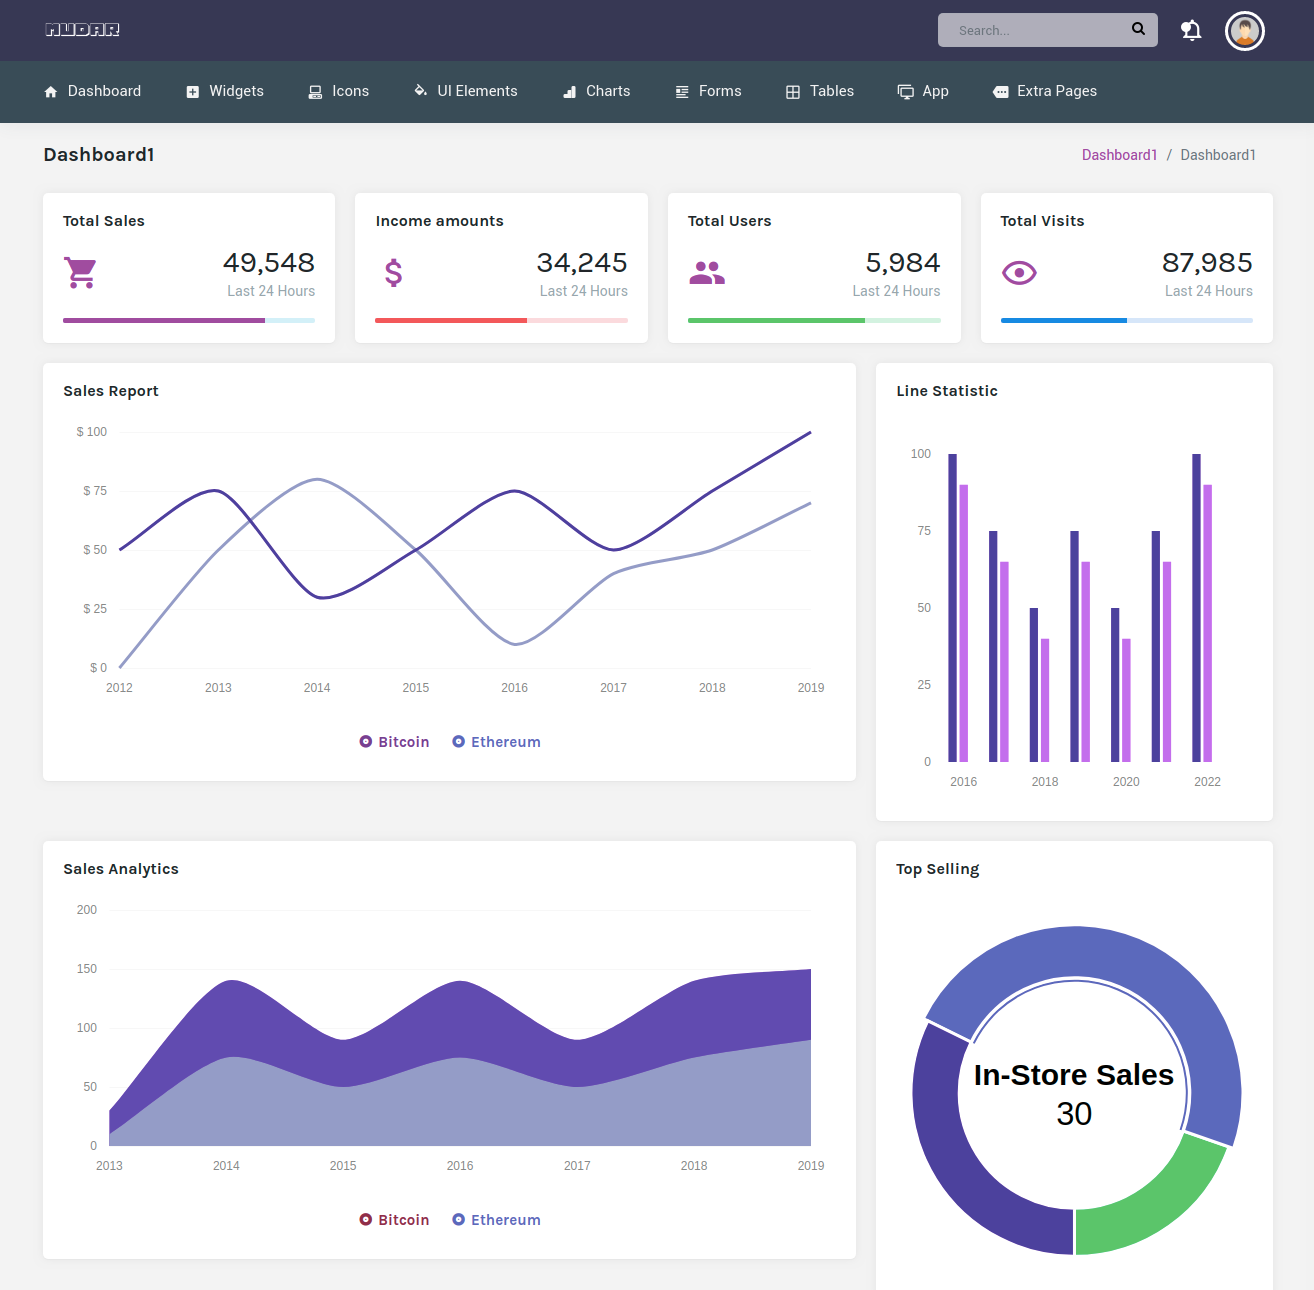 MUDAR
Search...
Dashboard Widgets Icons UI Elements Charts Forms Tables App Extra Pages
Dashboard1
Dashboard1 / Dashboard1
Total Sales
49,548
Last 24 Hours
Income amounts
34,245
Last 24 Hours
Total Users
5,984
Last 24 Hours
Total Visits
87,985
Last 24 Hours
Sales Report
$ 100
$ 75
$ 50
$ 25
$ 0
2012 2013 2014 2015 2016 2017 2018 2019
Bitcoin Ethereum
Line Statistic
100
75
50
25
0
2016 2018 2020 2022
Sales Analytics
200
150
100
50
0
2013 2014 2015 2016 2017 2018 2019
Bitcoin Ethereum
Top Selling
In-Store Sales
30